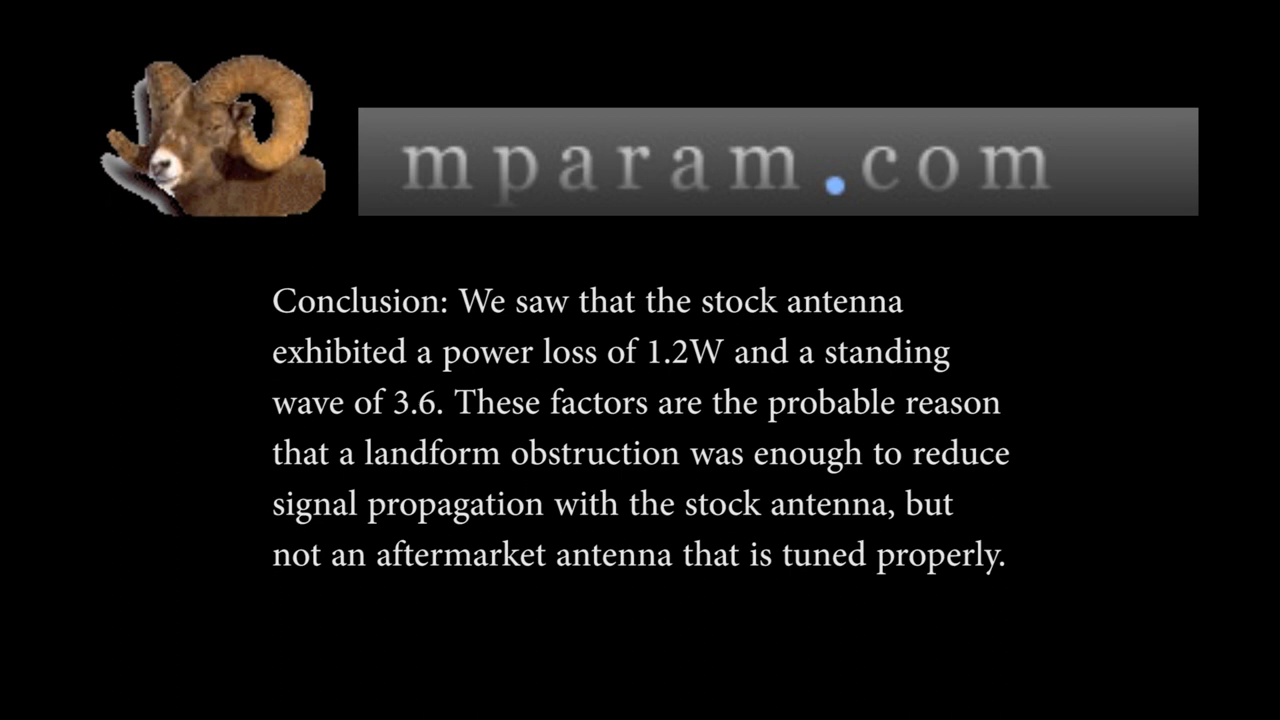 mparam.com
Conclusion: We saw that the stock antenna
exhibited a power loss of 1.2W and a standing
wave of 3.6. These factors are the probable reason
that a landform obstruction was enough to reduce
signal propagation with the stock antenna, but
not an aftermarket antenna that is tuned properly.